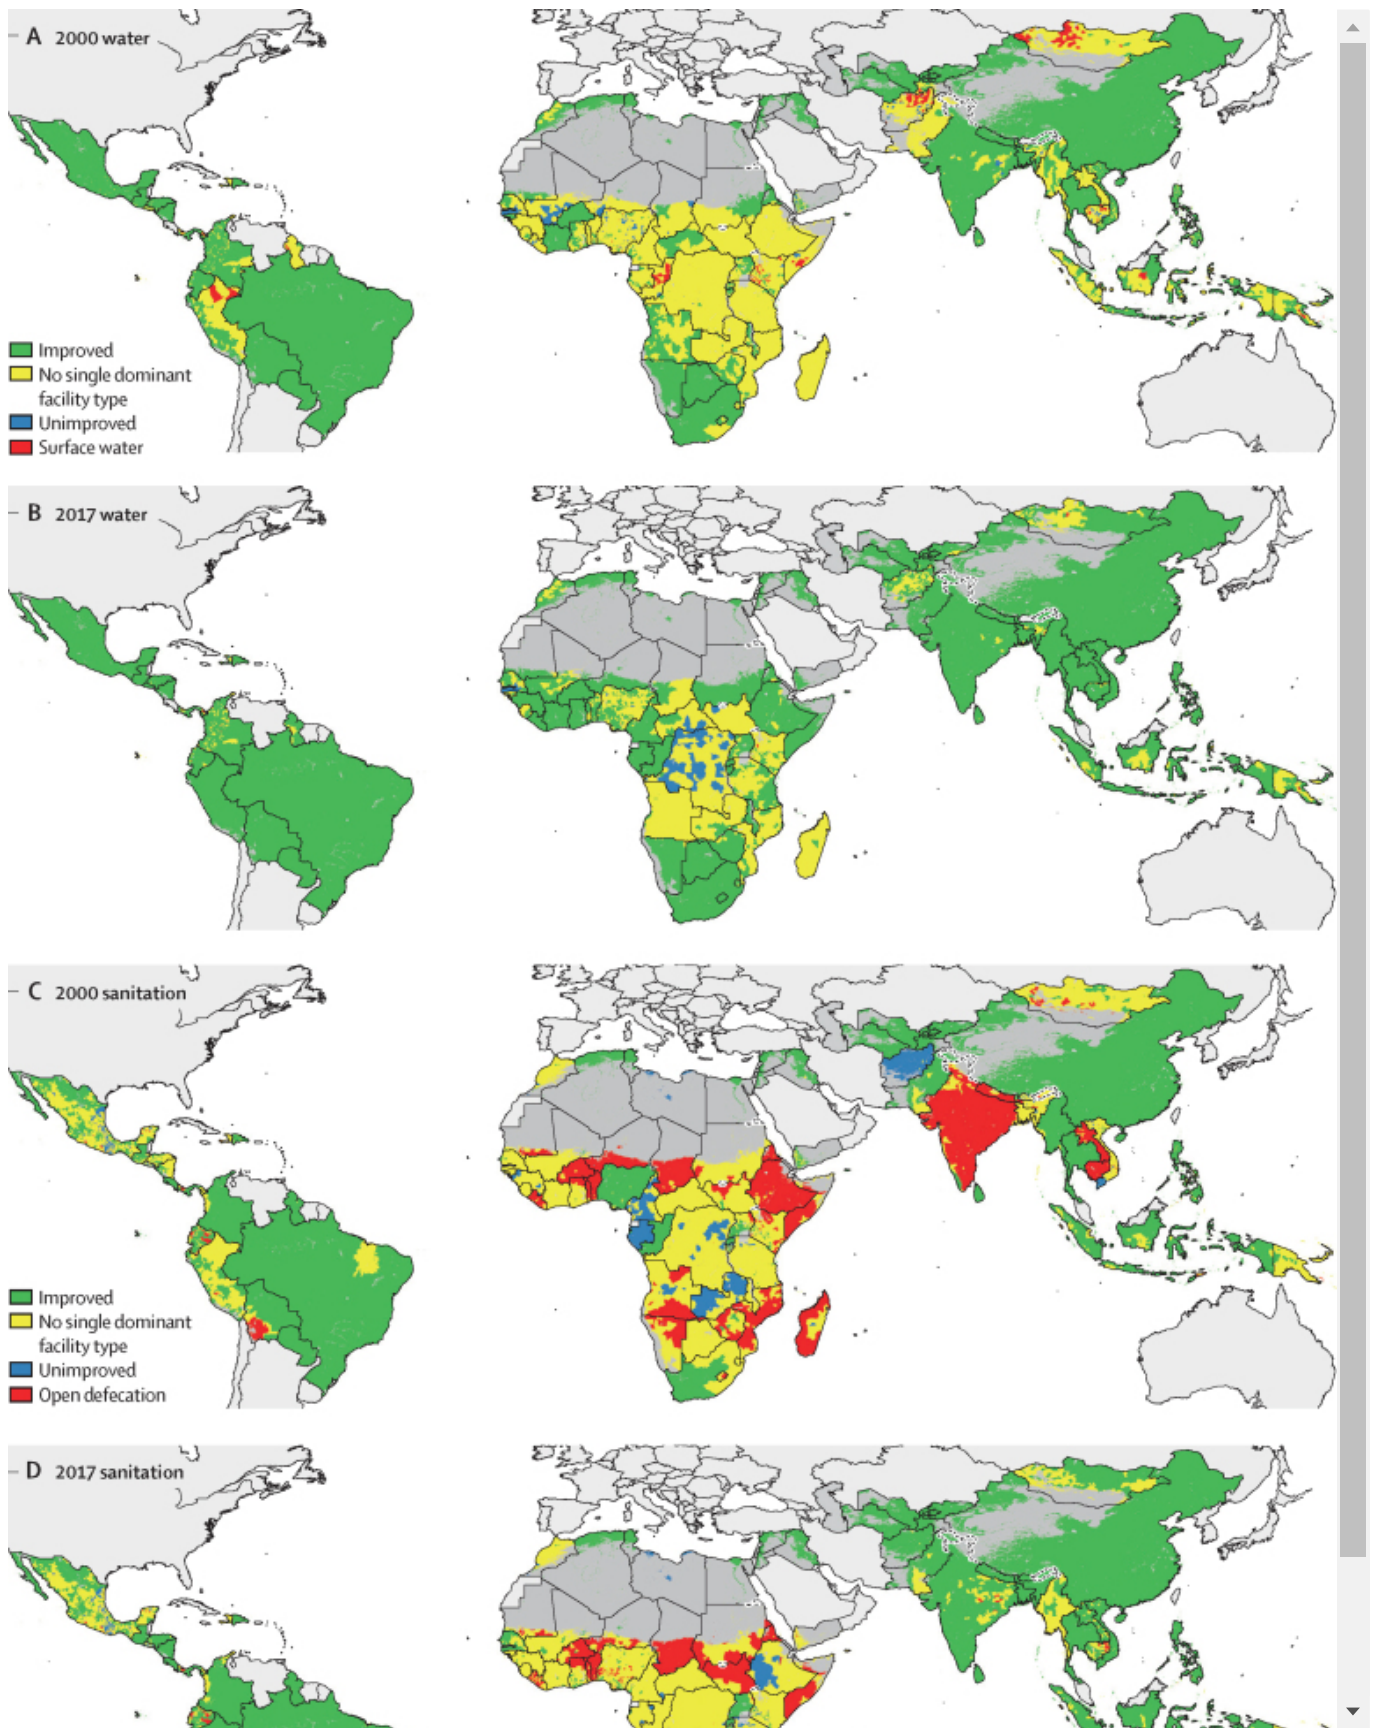 A 2000 water
Improved
No single dominant
facility type
Unimproved
Surface water
B 2017 water
C 2000 sanitation
Improved
No single dominant
facility type
Unimproved
Open defecation
D 2017 sanitation